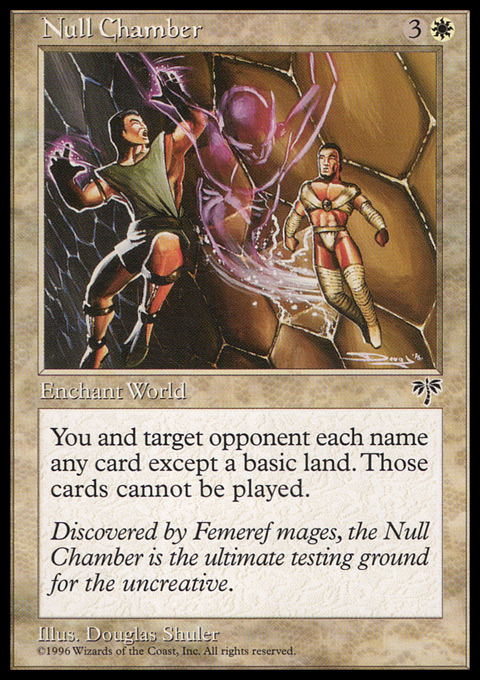 Null Chamber 3
Enchant World
You and target opponent each name
any card except a basic land. Those
cards cannot be played.
Discovered by Femeref mages, the Null
Chamber is the ultimate testing ground
for the uncreative.
Illus. Douglas Shuler
©1996 Wizards of the Coast, Inc. All rights reserved.